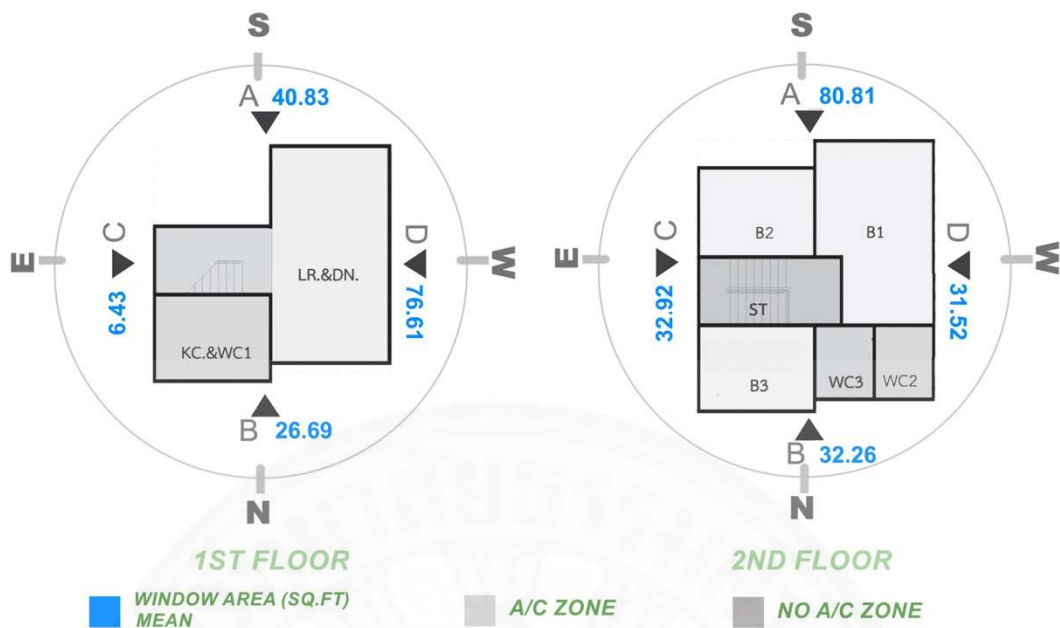 S
A 40.83
E
C
6.43
LR.&DN.
KC.&WC1
D
76.61
W
B 26.69
N
1ST FLOOR
S
A 80.81
E
C
32.92
B2
B1
ST
B3
WC3
WC2
D
31.52
W
B 32.26
N
2ND FLOOR
WINDOW AREA (SQ.FT)
MEAN
A/C ZONE
NO A/C ZONE